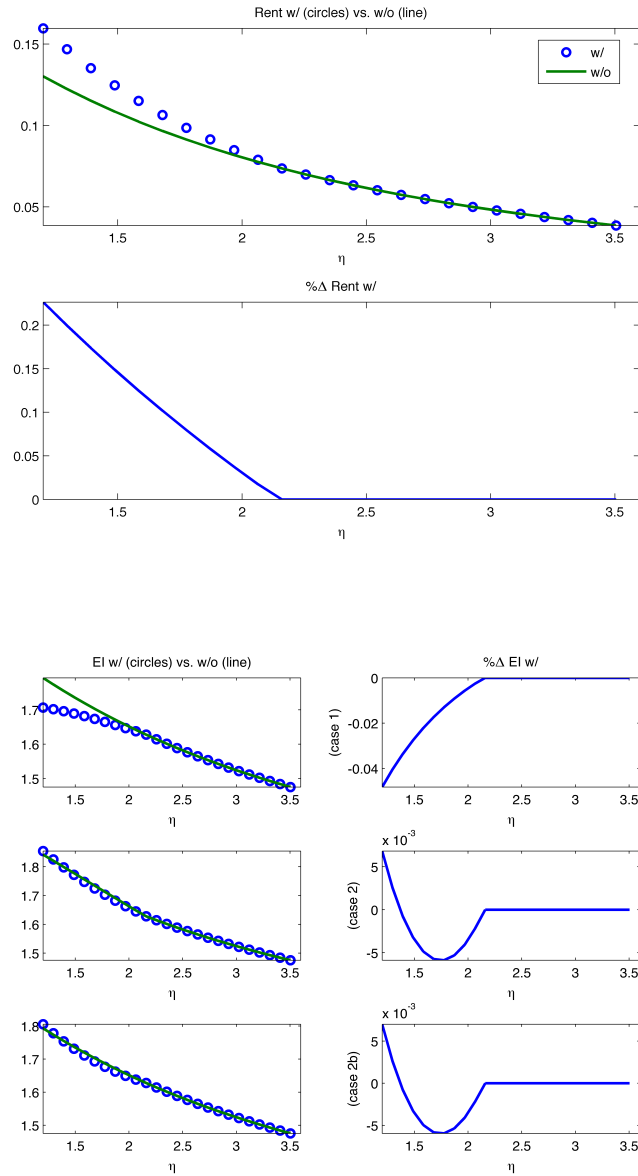 Rent w/ (circles) vs. w/o (line)
0.15
0.1
0.05
w/
w/o
1.5 2 2.5 3 3.5
η
%Δ Rent w/
0.2
0.15
0.1
0.05
0
1.5 2 2.5 3 3.5
η
EI w/ (circles) vs. w/o (line)
1.7
1.6
1.5
1.5 2 2.5 3 3.5
η
%Δ EI w/
(case 1)
0
-0.02
-0.04
1.5 2 2.5 3 3.5
η
1.8
1.7
1.6
1.5
1.5 2 2.5 3 3.5
η
x 10⁻³
(case 2)
5
0
-5
1.5 2 2.5 3 3.5
η
1.8
1.7
1.6
1.5
1.5 2 2.5 3 3.5
η
x 10⁻³
(case 2b)
5
0
-5
1.5 2 2.5 3 3.5
η